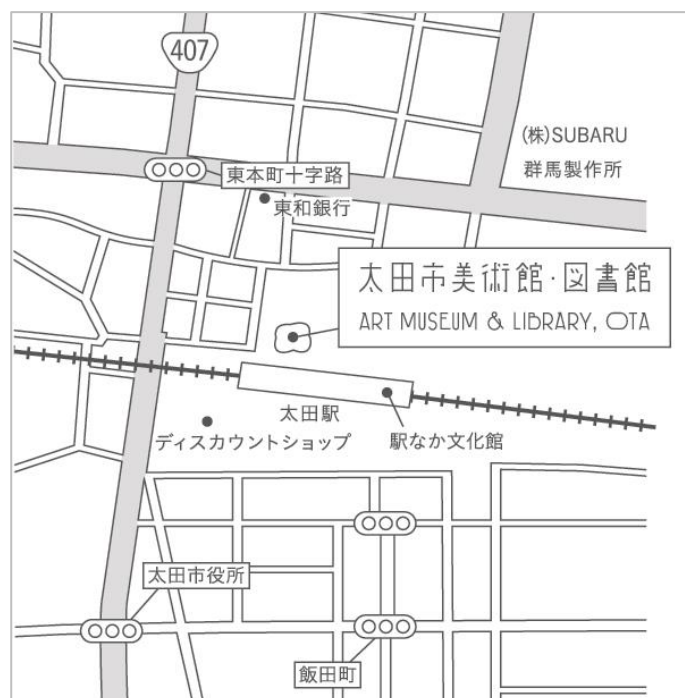 407
(株)SUBARU
群馬製作所
東本町十字路
東和銀行
太田市美術館·図書館
ART MUSEUM & LIBRARY, OTA
太田駅
ディスカウントショップ
駅なか文化館
太田市役所
飯田町